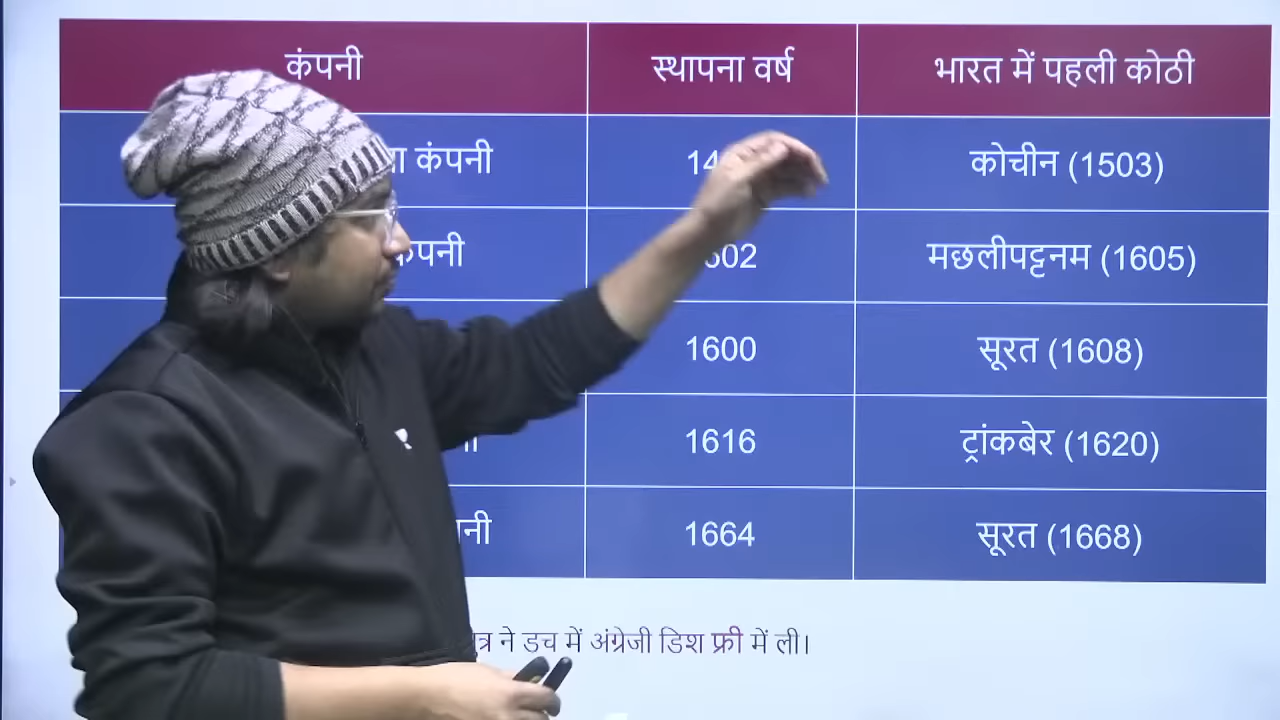 कंपनी स्थापना वर्ष भारत में पहली कोठी
कंपनी कोचीन (1503)
कंपनी मछलीपट्टनम (1605)
1600 सूरत (1608)
1616 ट्रांकबेर (1620)
1664 सूरत (1668)
ने डच में अंग्रेजी डिश फ्री में ली।